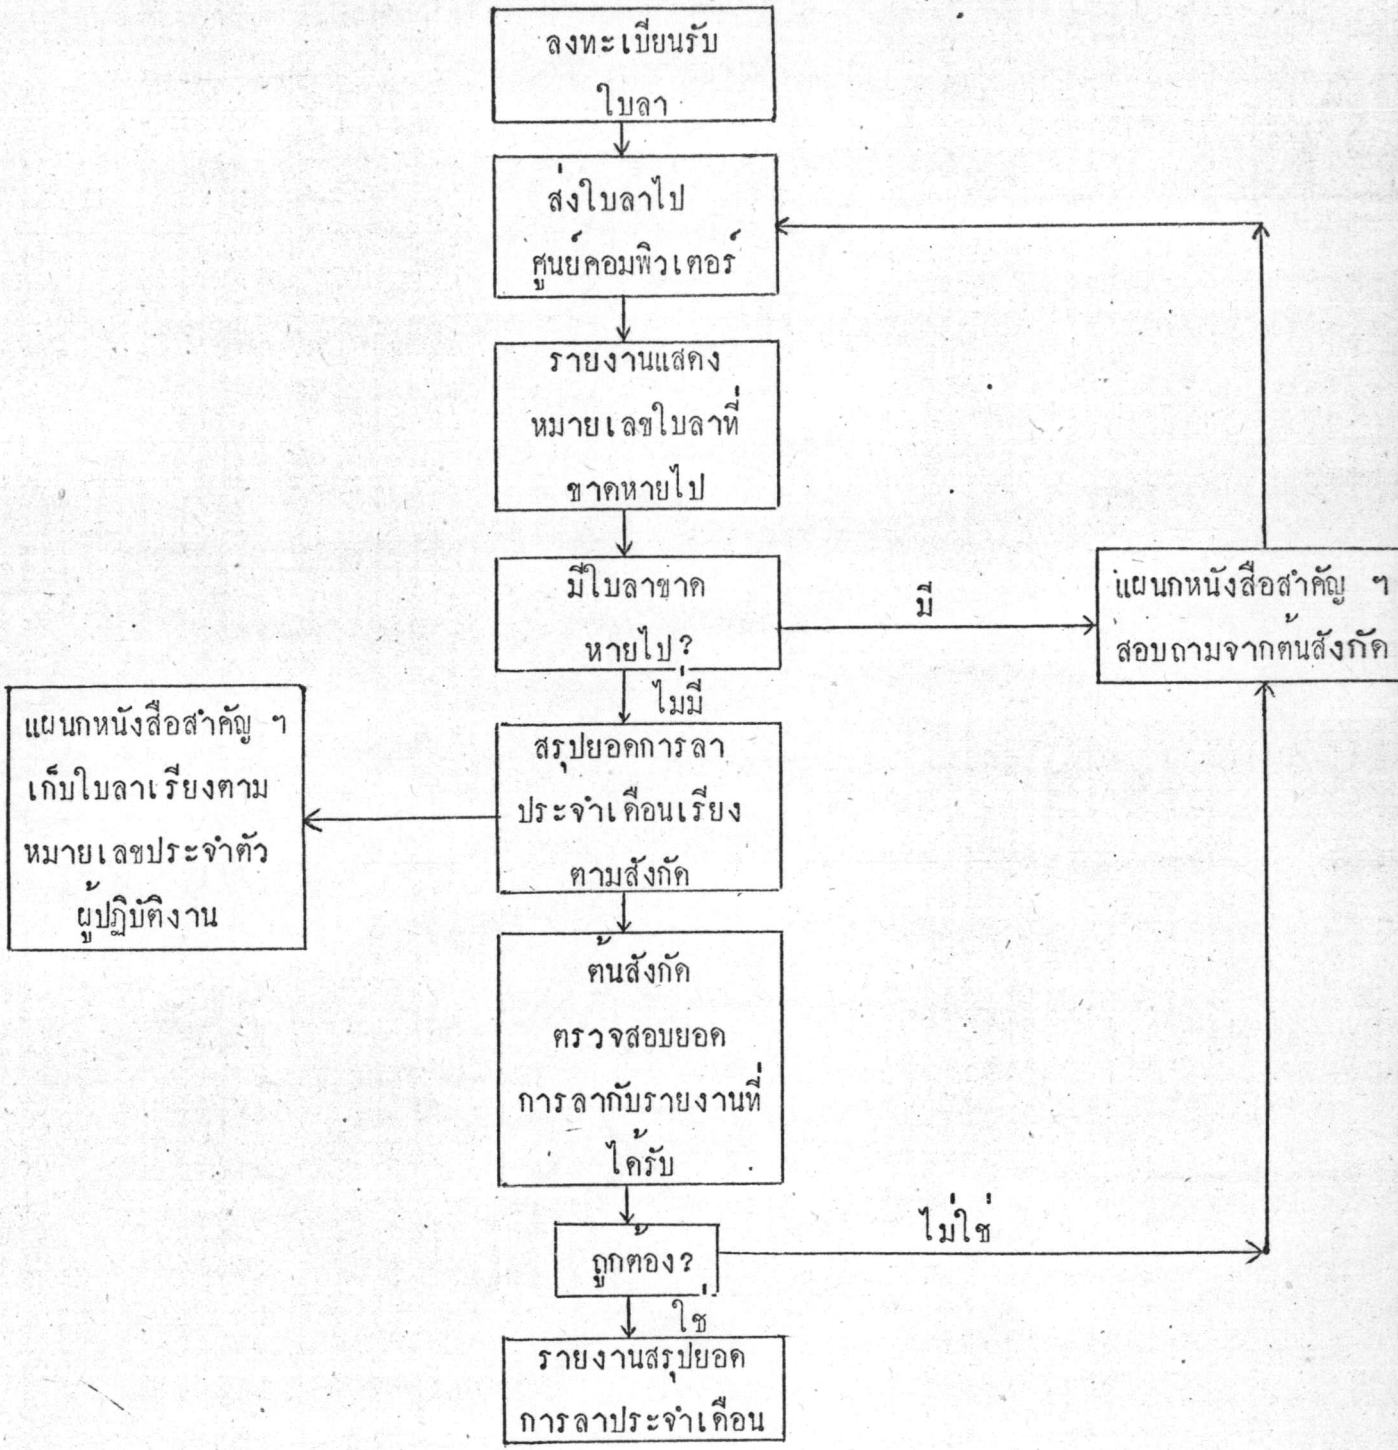 ลงทะเบียนรับ
ใบลา
ส่งใบลาไป
ศูนย์คอมพิวเตอร์
รายงานแสดง
หมายเลขใบลาที่
ขาดหายไป
มีใบลาขาด
หายไป?
มี
แผนกหนังสือสำคัญ ฯ
สอบถามจากต้นสังกัด
ไม่มี
สรุปยอดการลา
ประจำเดือนเรียง
ตามสังกัด
แผนกหนังสือสำคัญ ฯ
เก็บใบลาเรียงตาม
หมายเลขประจำตัว
ผู้ปฏิบัติงาน
ต้นสังกัด
ตรวจสอบยอด
การลากับรายงานที่
ได้รับ
ถูกต้อง?
ไม่ใช่
ใช่
รายงานสรุปยอด
การลาประจำเดือน